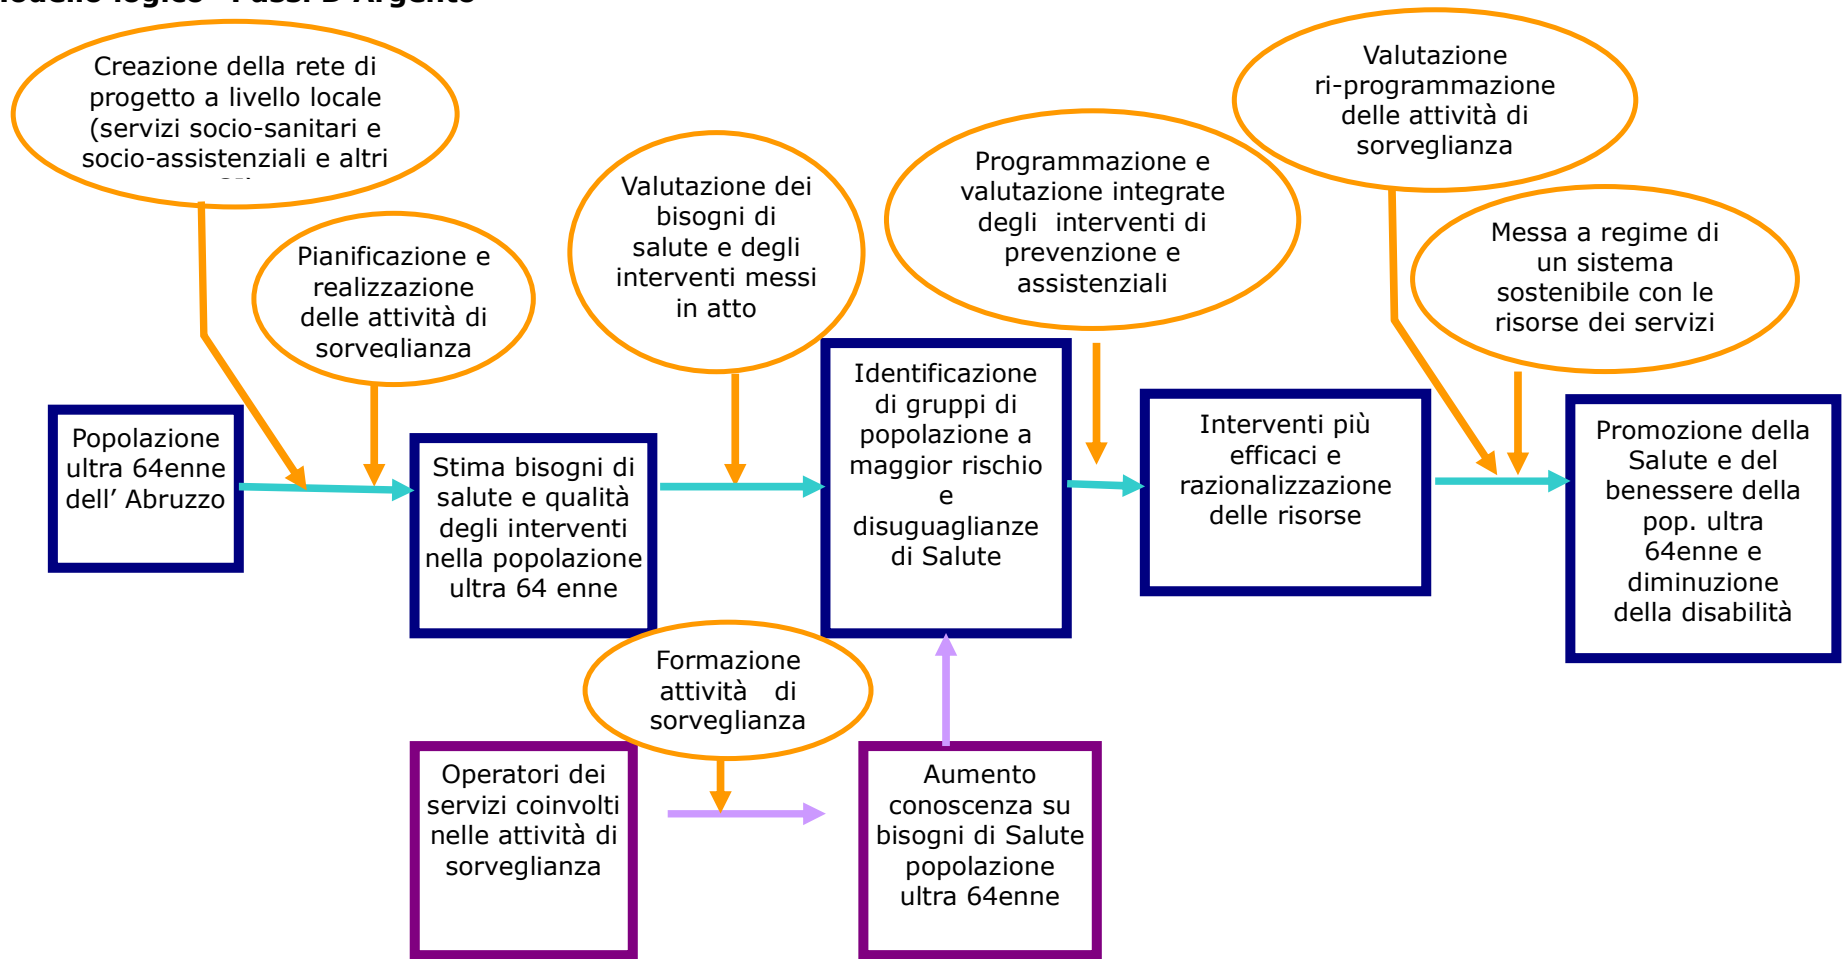 Passi D'Argento
Creazione della rete di
progetto a livello locale
(servizi socio-sanitari e
socio-assistenziali e altri
Pianificazione e
realizzazione
delle attività di
sorveglianza
Valutazione dei
bisogni di
salute e degli
interventi messi
in atto
Programmazione e
valutazione integrate
degli interventi di
prevenzione e
assistenziali
Valutazione
ri-programmazione
delle attività di
sorveglianza
Messa a regime di
un sistema
sostenibile con le
risorse dei servizi
Popolazione
ultra 64enne
dell’ Abruzzo
Stima bisogni di
salute e qualità
degli interventi
nella popolazione
ultra 64 enne
Identificazione
di gruppi di
popolazione a
maggior rischio
e
disuguaglianze
di Salute
Interventi più
efficaci e
razionalizzazione
delle risorse
Promozione della
Salute e del
benessere della
pop. ultra
64enne e
diminuzione
della disabilità
Formazione
attività di
sorveglianza
Operatori dei
servizi coinvolti
nelle attività di
sorveglianza
Aumento
conoscenza su
bisogni di Salute
popolazione
ultra 64enne